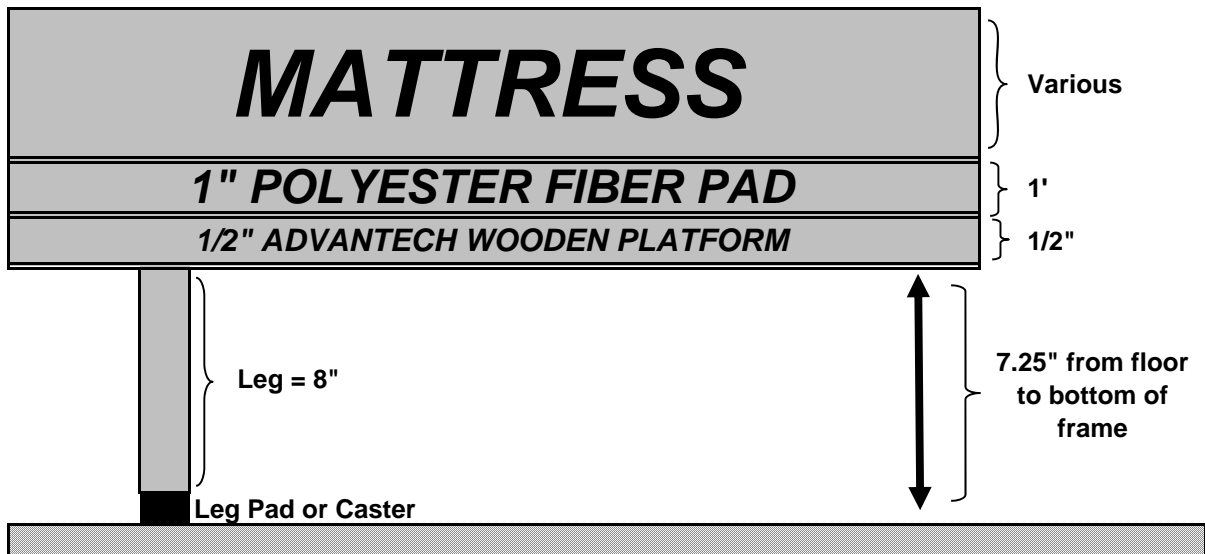 MATTRESS
Various
1" POLYESTER FIBER PAD
1'
1/2" ADVANTECH WOODEN PLATFORM
1/2"
Leg = 8"
7.25" from floor
to bottom of
frame
Leg Pad or Caster